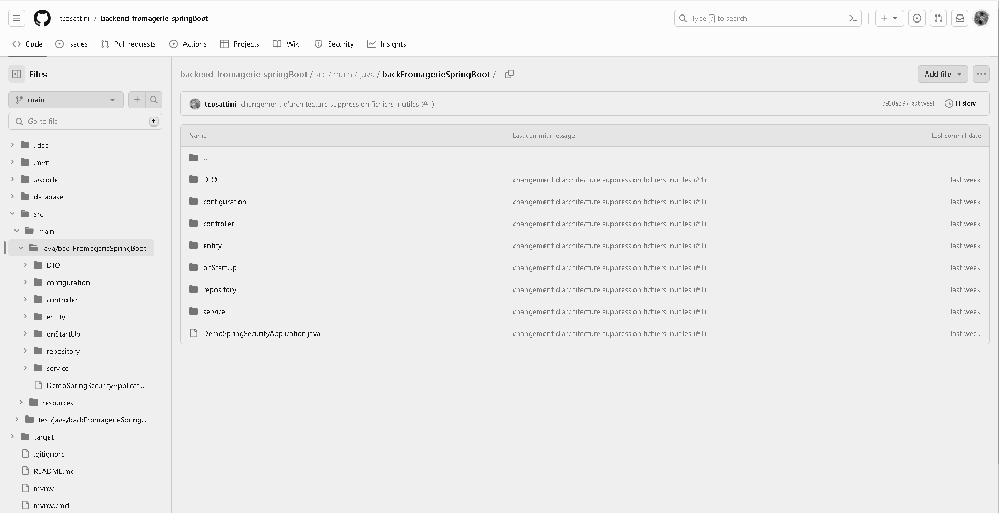 tcosattini / backend-fromagerie-springBoot
Type / to search
Code Issues Pull requests Actions Projects Wiki Security Insights
Files
main
Go to file t
.idea
.mvn
.vscode
database
src
main
java/backFromagerieSpringBoot
DTO
configuration
controller
entity
onStartUp
repository
service
DemoSpringSecurityApplicati...
resources
test/java/backFromagerieSpring...
target
.gitignore
README.md
mvnw
mvnw.cmd
backend-fromagerie-springBoot / src / main / java / backFromagerieSpringBoot /
Add file
tcosattini changement d'architecture suppression fichiers inutiles (#1) 7930ab9 · last week History
Name Last commit message Last commit date
..
DTO changement d'architecture suppression fichiers inutiles (#1) last week
configuration changement d'architecture suppression fichiers inutiles (#1) last week
controller changement d'architecture suppression fichiers inutiles (#1) last week
entity changement d'architecture suppression fichiers inutiles (#1) last week
onStartUp changement d'architecture suppression fichiers inutiles (#1) last week
repository changement d'architecture suppression fichiers inutiles (#1) last week
service changement d'architecture suppression fichiers inutiles (#1) last week
DemoSpringSecurityApplication.java changement d'architecture suppression fichiers inutiles (#1) last week